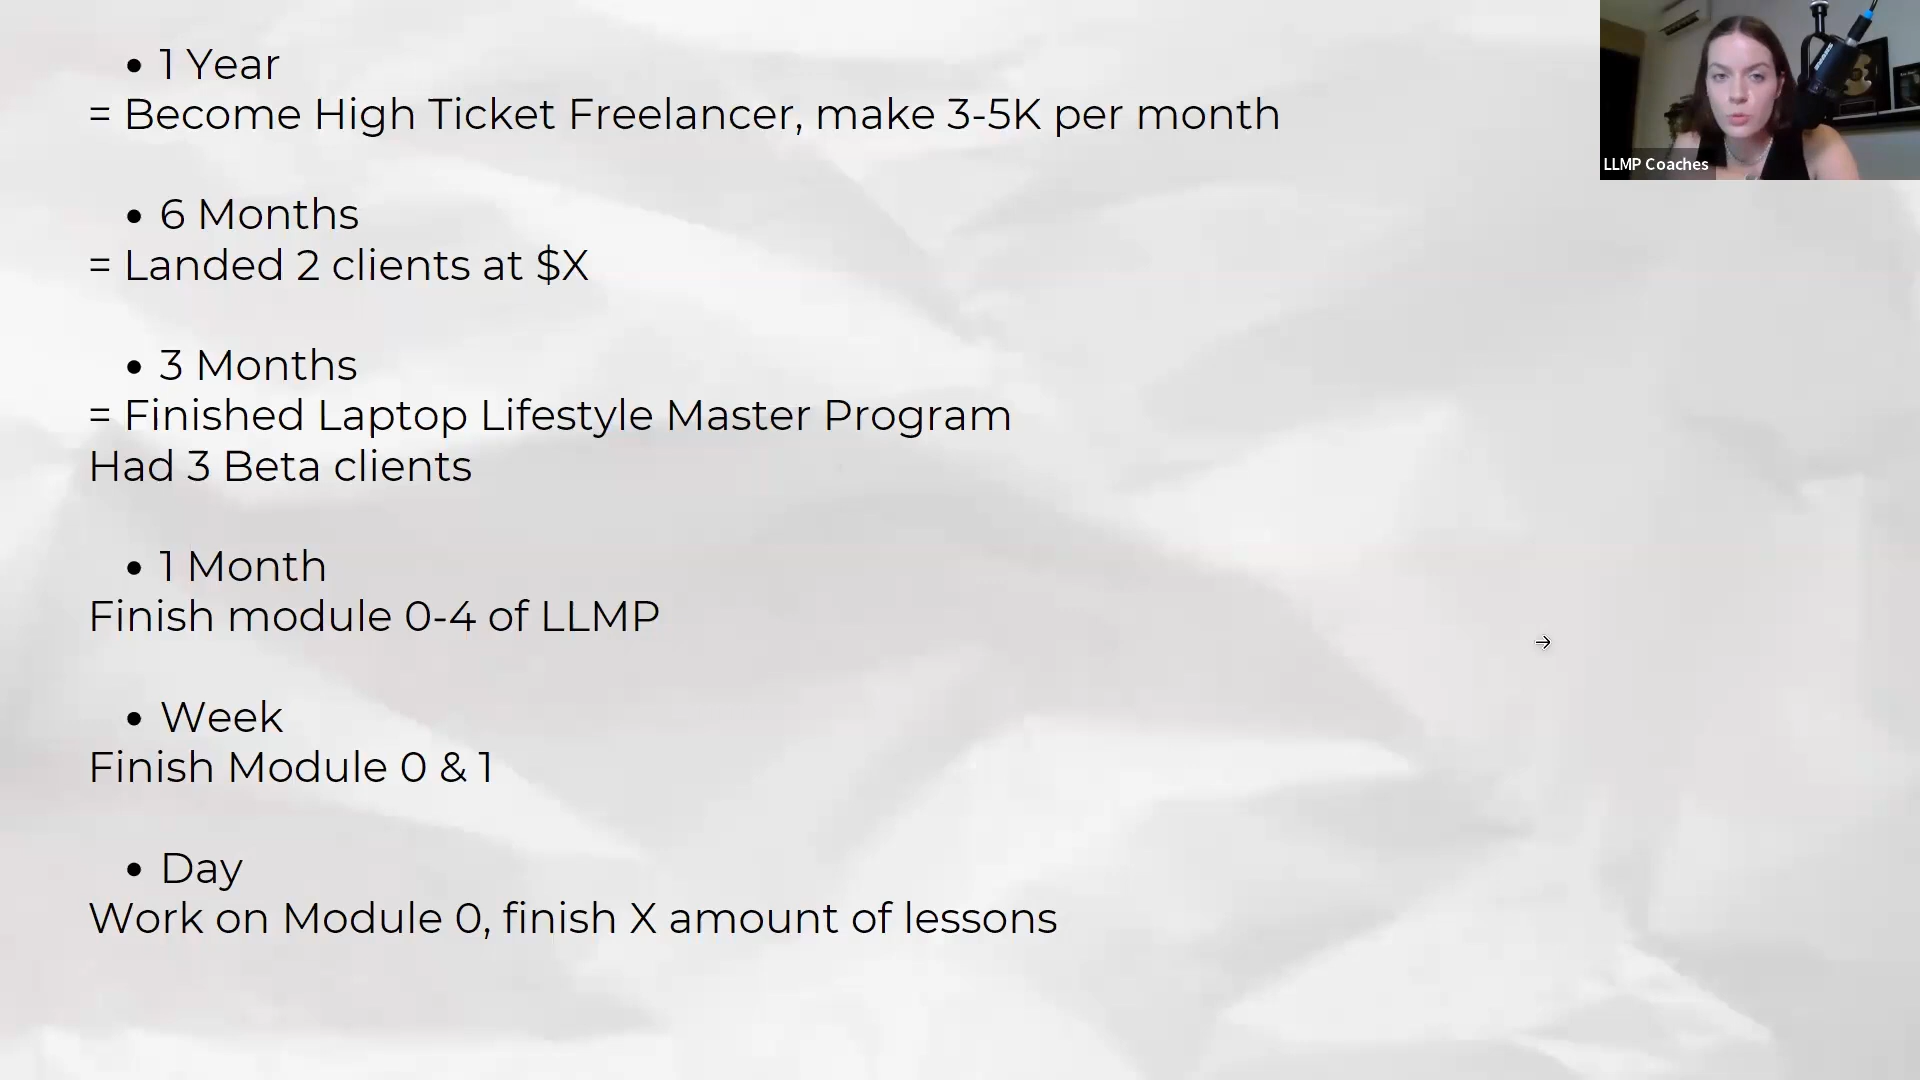 • 1 Year
= Become High Ticket Freelancer, make 3-5K per month
• 6 Months
= Landed 2 clients at $X
• 3 Months
= Finished Laptop Lifestyle Master Program
Had 3 Beta clients
• 1 Month
Finish module 0-4 of LLMP
• Week
Finish Module 0 & 1
• Day
Work on Module 0, finish X amount of lessons
LLMP Coaches